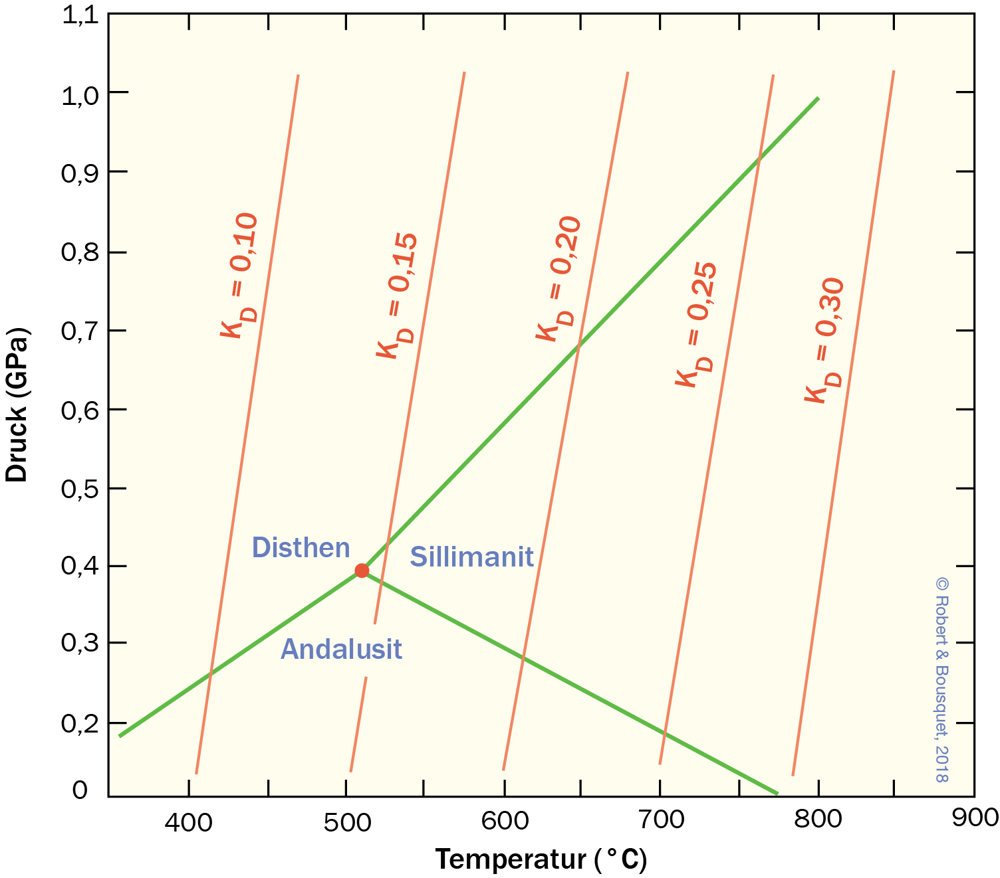 1,1
1,0
0,9
0,8
0,7
0,6
0,5
0,4
0,3
0,2
0
Druck (GPa)
K_D = 0,10
K_D = 0,15
K_D = 0,20
K_D = 0,25
K_D = 0,30
Disthen
Sillimanit
Andalusit
© Robert & Bousquet, 2018
400
500
600
700
800
900
Temperatur (°C)